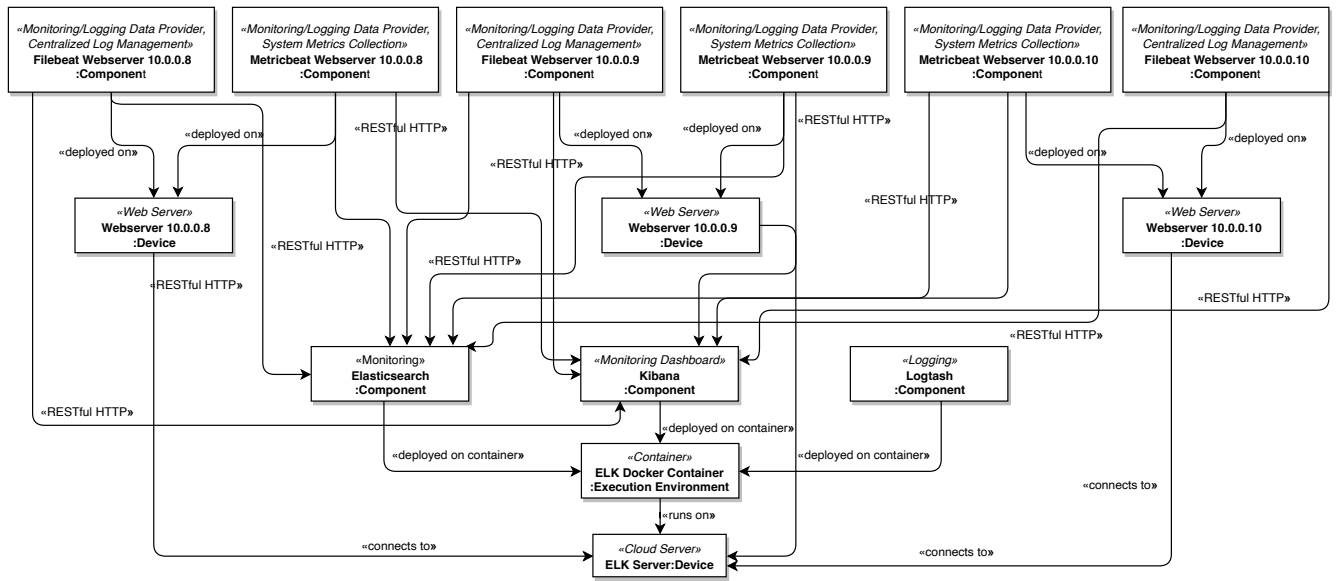 «Monitoring/Logging Data Provider,
Centralized Log Management»
Filebeat Webserver 10.0.0.8
:Component
«Monitoring/Logging Data Provider,
System Metrics Collection»
Metricbeat Webserver 10.0.0.8
:Component
«Monitoring/Logging Data Provider,
Centralized Log Management»
Filebeat Webserver 10.0.0.9
:Component
«Monitoring/Logging Data Provider,
System Metrics Collection»
Metricbeat Webserver 10.0.0.9
:Component
«Monitoring/Logging Data Provider,
System Metrics Collection»
Metricbeat Webserver 10.0.0.10
:Component
«Monitoring/Logging Data Provider,
Centralized Log Management»
Filebeat Webserver 10.0.0.10
:Component
«deployed on»
«deployed on»
«RESTful HTTP»
«deployed on»
«RESTful HTTP»
«deployed on»
«RESTful HTTP»
«deployed on»
«deployed on»
«RESTful HTTP»
«Web Server»
Webserver 10.0.0.8
:Device
«Web Server»
Webserver 10.0.0.9
:Device
«Web Server»
Webserver 10.0.0.10
:Device
«RESTful HTTP»
«RESTful HTTP»
«RESTful HTTP»
«RESTful HTTP»
«RESTful HTTP»
«RESTful HTTP»
«Monitoring»
Elasticsearch
:Component
«Monitoring Dashboard»
Kibana
:Component
«Logging»
Logtash
:Component
«RESTful HTTP»
«deployed on container»
«deployed on container»
«deployed on container»
«Container»
ELK Docker Container
:Execution Environment
«connects to»
«runs on»
«connects to»
«connects to»
«Cloud Server»
ELK Server:Device